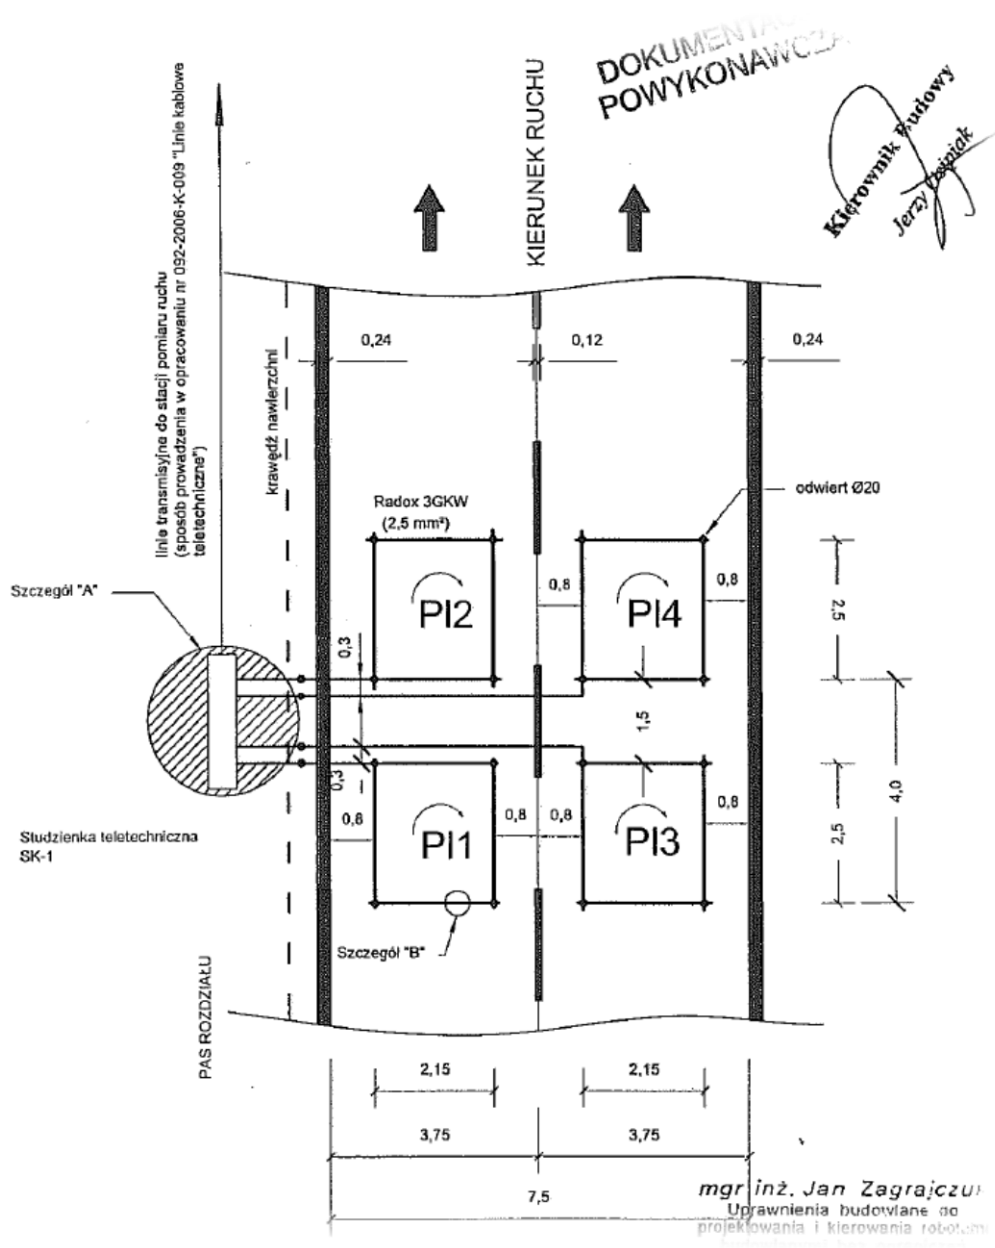 DOKUMENTAC
POWYKONAWCZA
Kierownik Budowy
Jerzy
KIERUNEK RUCHU
linie transmisyjne do stacji pomiaru ruchu
(sposób prowadzenia w opracowaniu nr 092-2006-K-009 "Linie kablowe
teletechniczne")
krawędź nawierzchni
0,24
0,12
0,24
Radox 3GKW
(2,5 mm²)
odwiert Ø20
Szczegół "A"
PI2
PI4
0,8
0,8
2,5
0,3
1,5
4,0
0,3
0,8
0,8
0,8
0,8
PI1
PI3
2,5
Studzienka teletechniczna
SK-1
Szczegół "B"
PAS ROZDZIAŁU
2,15
2,15
3,75
3,75
7,5
mgr inż. Jan Zagrajczu
Uprawnienia budowlane do
projektowania i kierowania robotami